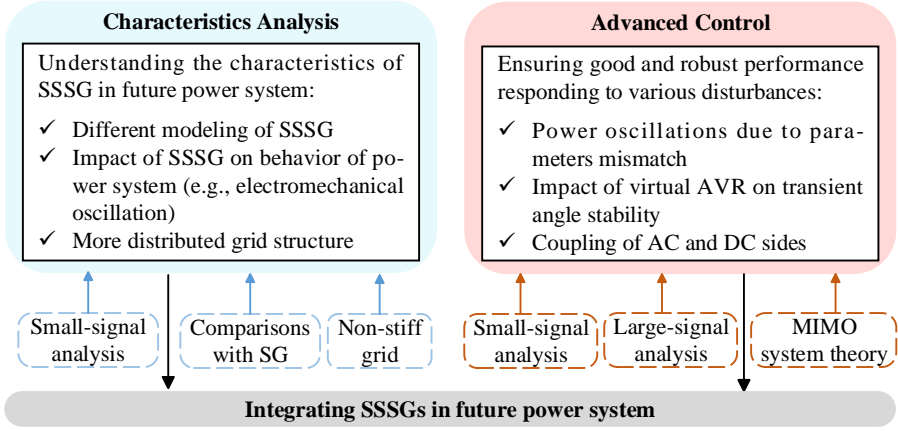 Characteristics Analysis
Understanding the characteristics of
SSSG in future power system:
✓ Different modeling of SSSG
✓ Impact of SSSG on behavior of po-
wer system (e.g., electromechanical
oscillation)
✓ More distributed grid structure
Small-signal
analysis
Comparisons
with SG
Non-stiff
grid
Advanced Control
Ensuring good and robust performance
responding to various disturbances:
✓ Power oscillations due to para-
meters mismatch
✓ Impact of virtual AVR on transient
angle stability
✓ Coupling of AC and DC sides
Small-signal
analysis
Large-signal
analysis
MIMO
system theory
Integrating SSSGs in future power system